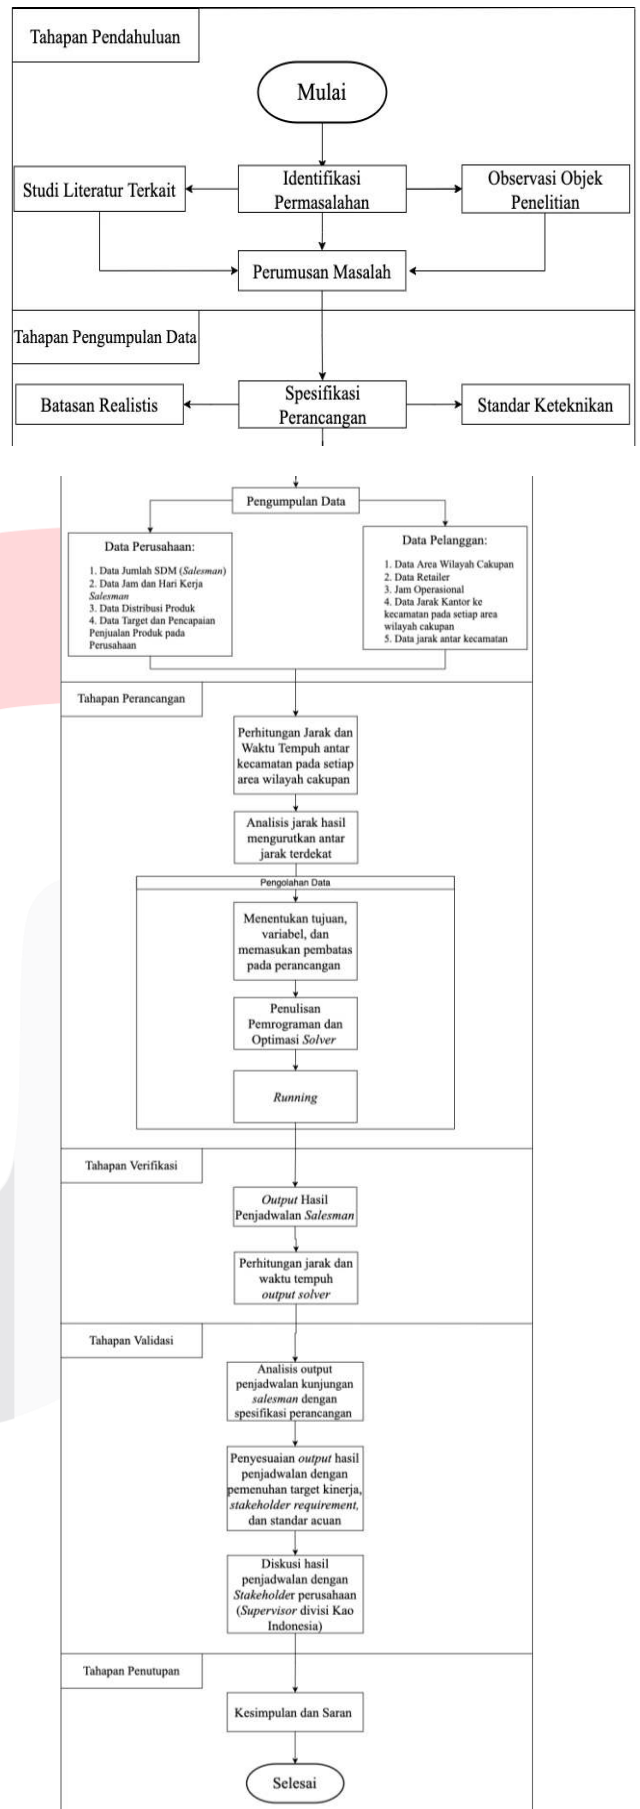 Tahapan Pendahuluan
Mulai
Studi Literatur Terkait
Identifikasi
Permasalahan
Observasi Objek
Penelitian
Perumusan Masalah
Tahapan Pengumpulan Data
Batasan Realistis
Spesifikasi
Perancangan
Standar Keteknikan
Pengumpulan Data
Data Perusahaan:
1. Data Jumlah SDM (Salesman)
2. Data Jam dan Hari Kerja
Salesman
3. Data Distribusi Produk
4. Data Target dan Pencapaian
Penjualan Produk pada
Perusahaan
Data Pelanggan:
1. Data Area Wilayah Cakupan
2. Data Retailer
3. Jam Operasional
4. Data Jarak Kantor ke
kecamatan pada setiap area
wilayah cakupan
5. Data jarak antar kecamatan
Tahapan Perancangan
Perhitungan Jarak dan
Waktu Tempuh antar
kecamatan pada setiap
area wilayah cakupan
Analisis jarak hasil
mengurutkan antar
jarak terdekat
Pengolahan Data
Menentukan tujuan,
variabel, dan
memasukan pembatas
pada perancangan
Penulisan
Pemrograman dan
Optimasi Solver
Running
Tahapan Verifikasi
Output Hasil
Penjadwalan Salesman
Perhitungan jarak dan
waktu tempuh
output solver
Tahapan Validasi
Analisis output
penjadwalan kunjungan
salesman dengan
spesifikasi perancangan
Penyesuaian output hasil
penjadwalan dengan
pemenuhan target kinerja,
stakeholder requirement,
dan standar acuan
Diskusi hasil
penjadwalan dengan
Stakeholder perusahaan
(Supervisor divisi Kao
Indonesia)
Tahapan Penutupan
Kesimpulan dan Saran
Selesai